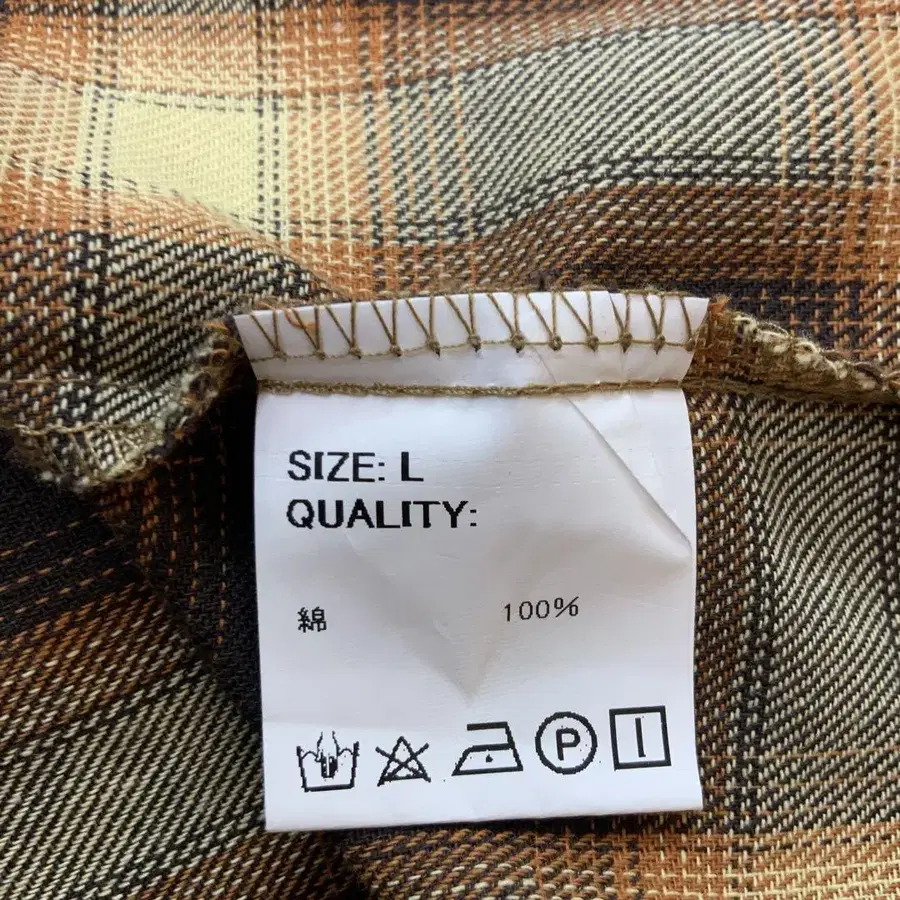 SIZE: L
QUALITY:
綿 100%
P